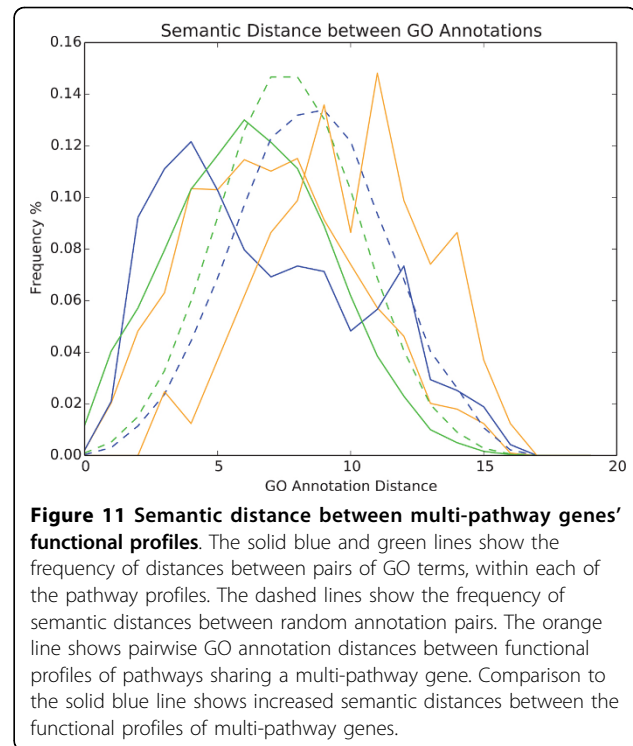 Semantic Distance between GO Annotations
0.16
0.14
0.12
0.10
0.08
0.06
0.04
0.02
0.00
Frequency %
0 5 10 15 20
GO Annotation Distance
Figure 11 Semantic distance between multi-pathway genes'
functional profiles. The solid blue and green lines show the
frequency of distances between pairs of GO terms, within each of
the pathway profiles. The dashed lines show the frequency of
semantic distances between random annotation pairs. The orange
line shows pairwise GO annotation distances between functional
profiles of pathways sharing a multi-pathway gene. Comparison to
the solid blue line shows increased semantic distances between the
functional profiles of multi-pathway genes.